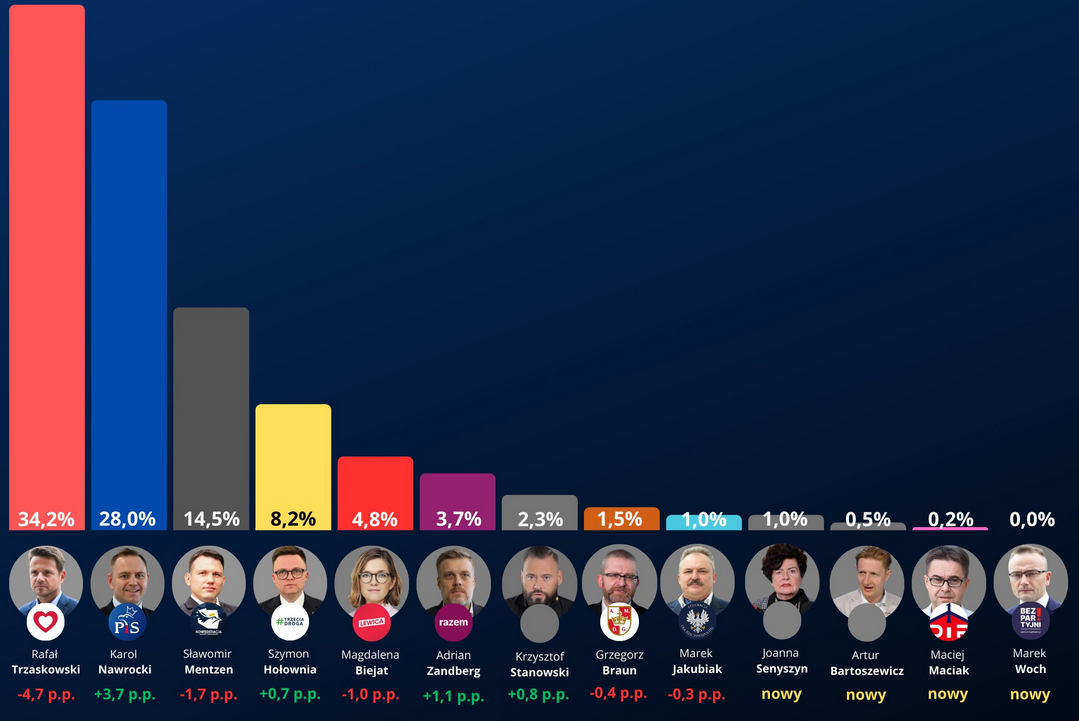 34,2%
28,0%
14,5%
8,2%
4,8%
3,7%
2,3%
1,5%
1,0%
1,0%
0,5%
0,2%
0,0%
PiS
KONFEDERACJA
#TRZECIA
DROGA
LEWICA
razem
BEZ
PAR
TYJNI
Rafał
Trzaskowski
-4,7 p.p.
Karol
Nawrocki
+3,7 p.p.
Sławomir
Mentzen
-1,7 p.p.
Szymon
Hołownia
+0,7 p.p.
Magdalena
Biejat
-1,0 p.p.
Adrian
Zandberg
+1,1 p.p.
Krzysztof
Stanowski
+0,8 p.p.
Grzegorz
Braun
-0,4 p.p.
Marek
Jakubiak
-0,3 p.p.
Joanna
Senyszyn
nowy
Artur
Bartoszewicz
nowy
Maciej
Maciak
nowy
Marek
Woch
nowy